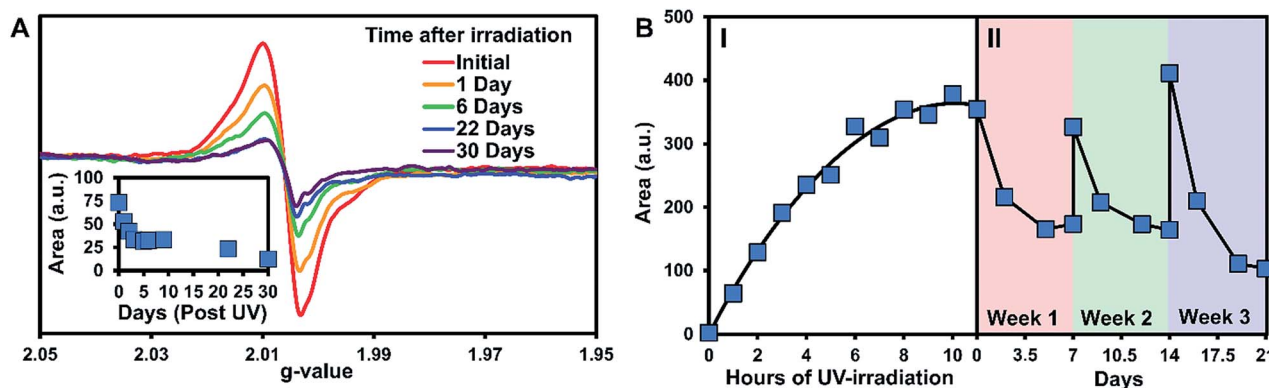 A
Time after irradiation
Initial
1 Day
6 Days
22 Days
30 Days
Area (a.u.)
100
75
50
25
0
0 5 10 15 20 25 30
Days (Post UV)
2.05 2.03 2.01 1.99 1.97 1.95
g-value
B
Area (a.u.)
500
400
300
200
100
0
I
II
Week 1 Week 2 Week 3
0 2 4 6 8 10 0 3.5 7 10.5 14 17.5 21
Hours of UV-irradiation Days